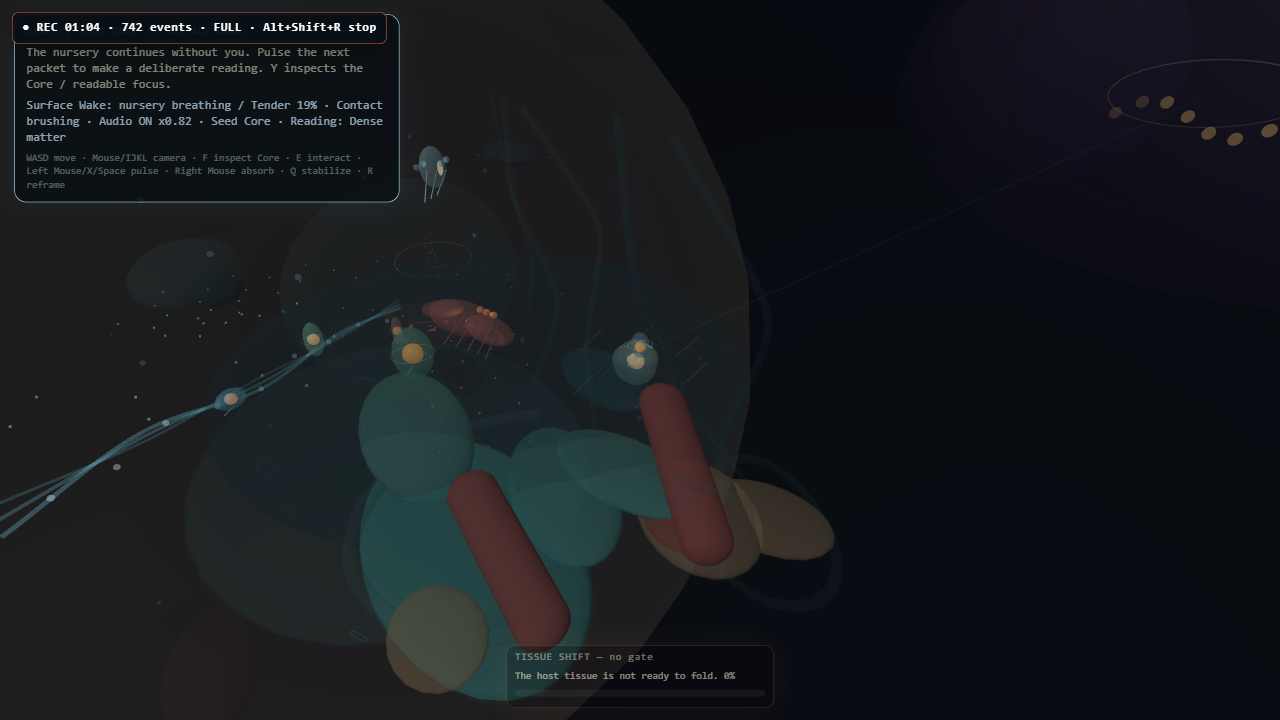 ● REC 01:04 · 742 events · FULL · Alt+Shift+R stop
The nursery continues without you. Pulse the next
packet to make a deliberate reading. Y inspects the
Core / readable focus.
Surface Wake: nursery breathing / Tender 19% · Contact
brushing · Audio ON x0.82 · Seed Core · Reading: Dense
matter
WASD move · Mouse/IJKL camera · F inspect Core · E interact ·
Left Mouse/X/Space pulse · Right Mouse absorb · Q stabilize · R
reframe
TISSUE SHIFT — no gate
The host tissue is not ready to fold. 0%